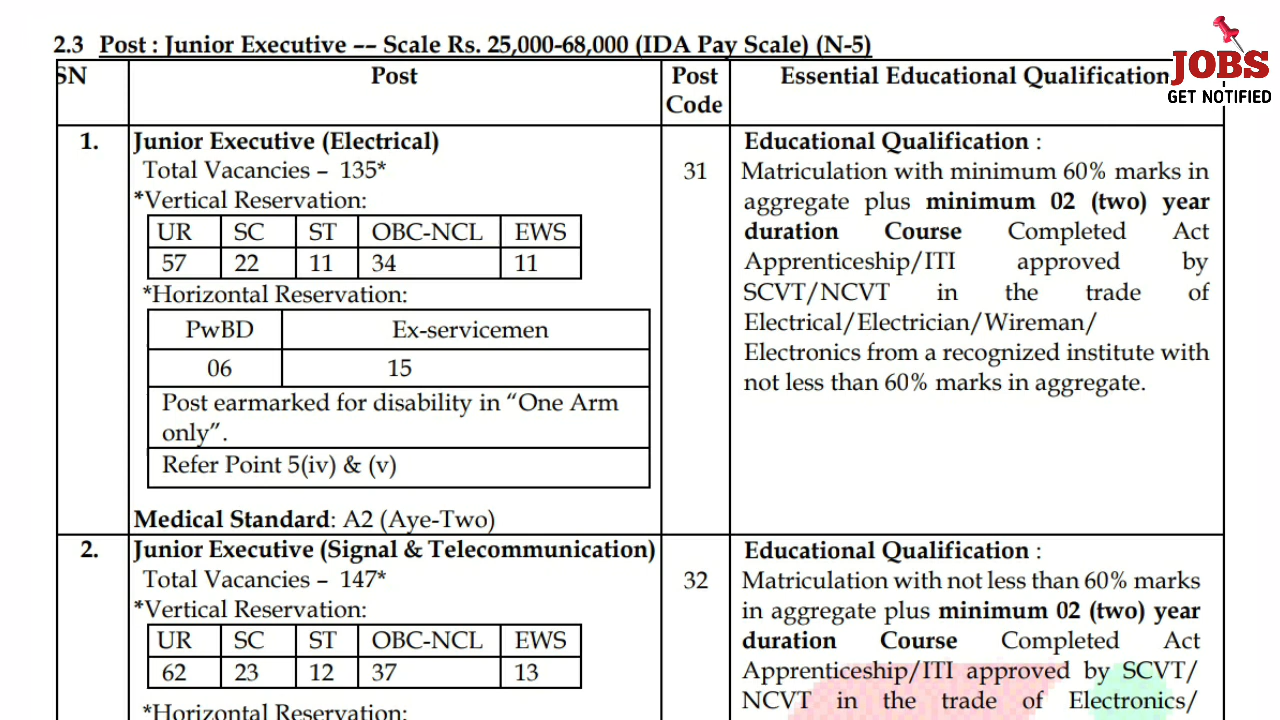 2.3 Post : Junior Executive –– Scale Rs. 25,000-68,000 (IDA Pay Scale) (N-5)
JOBS
GET NOTIFIED
SN Post Post Code Essential Educational Qualification
1. Junior Executive (Electrical)
Total Vacancies – 135*
*Vertical Reservation:
UR SC ST OBC-NCL EWS
57 22 11 34 11
*Horizontal Reservation:
PwBD Ex-servicemen
06 15
Post earmarked for disability in “One Arm
only”.
Refer Point 5(iv) & (v)
Medical Standard: A2 (Aye-Two)
31
Educational Qualification :
Matriculation with minimum 60% marks in
aggregate plus minimum 02 (two) year
duration Course Completed Act
Apprenticeship/ITI approved by
SCVT/NCVT in the trade of
Electrical/Electrician/Wireman/
Electronics from a recognized institute with
not less than 60% marks in aggregate.
2. Junior Executive (Signal & Telecommunication)
Total Vacancies – 147*
*Vertical Reservation:
UR SC ST OBC-NCL EWS
62 23 12 37 13
*Horizontal Reservation:
32
Educational Qualification :
Matriculation with not less than 60% marks
in aggregate plus minimum 02 (two) year
duration Course Completed Act
Apprenticeship/ITI approved by SCVT/
NCVT in the trade of Electronics/